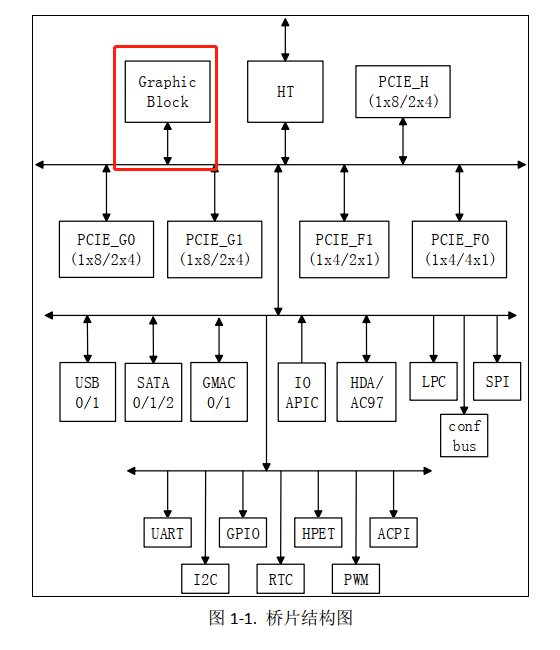 Graphic
Block
HT
PCIE_H
(1x8/2x4)
PCIE_G0
(1x8/2x4)
PCIE_G1
(1x8/2x4)
PCIE_F1
(1x4/2x1)
PCIE_F0
(1x4/4x1)
USB
0/1
SATA
0/1/2
GMAC
0/1
IO
APIC
HDA/
AC97
LPC
SPI
conf
bus
UART
GPIO
HPET
ACPI
I2C
RTC
PWM
图 1-1. 桥片结构图